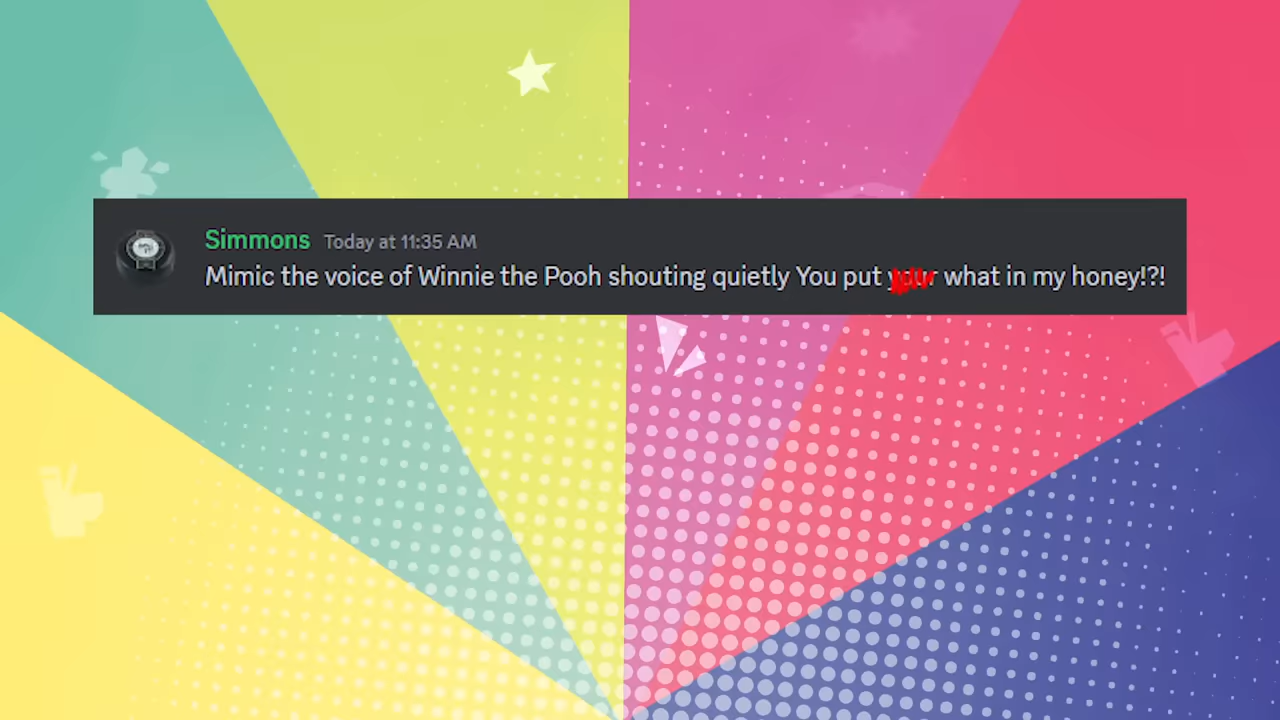 Simmons Today at 11:35 AM
Mimic the voice of Winnie the Pooh shouting quietly You put your what in my honey!?!